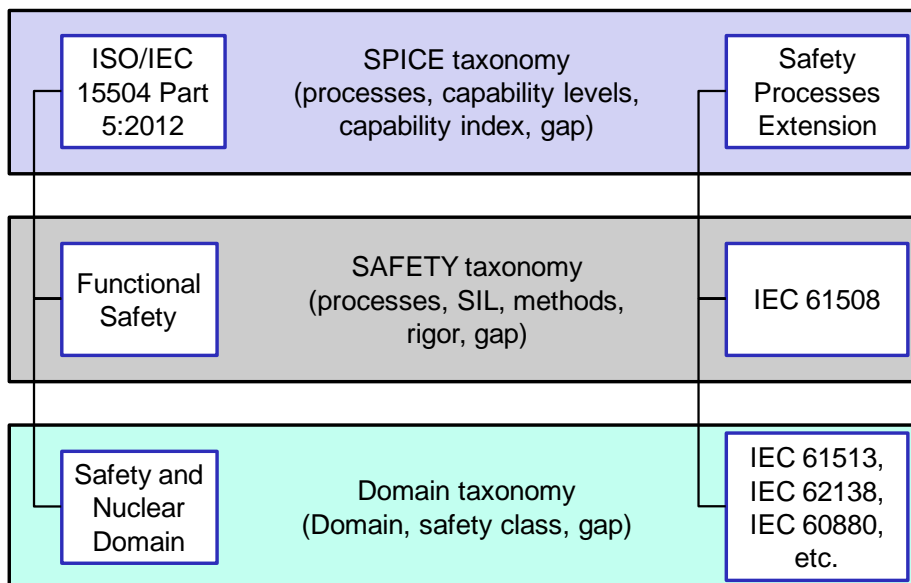 ISO/IEC
15504 Part
5:2012
SPICE taxonomy
(processes, capability levels,
capability index, gap)
Safety
Processes
Extension
Functional
Safety
SAFETY taxonomy
(processes, SIL, methods,
rigor, gap)
IEC 61508
Safety and
Nuclear
Domain
Domain taxonomy
(Domain, safety class, gap)
IEC 61513,
IEC 62138,
IEC 60880,
etc.